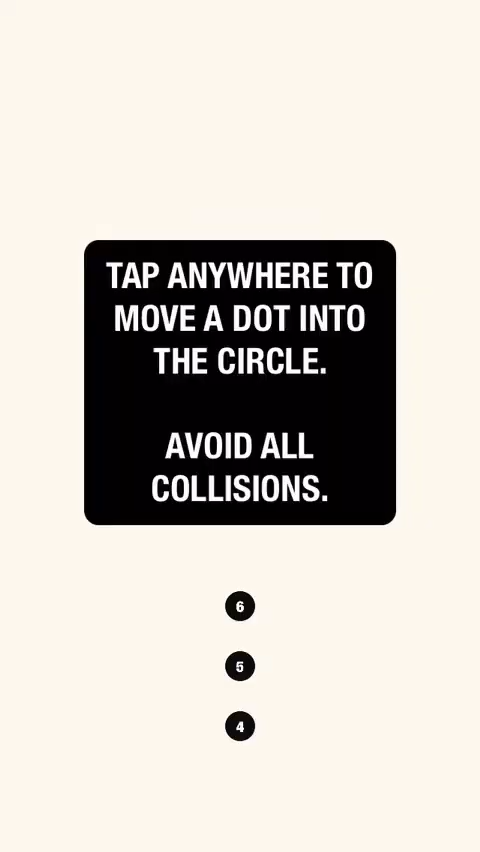 TAP ANYWHERE TO
MOVE A DOT INTO
THE CIRCLE.
AVOID ALL
COLLISIONS.
6
5
4